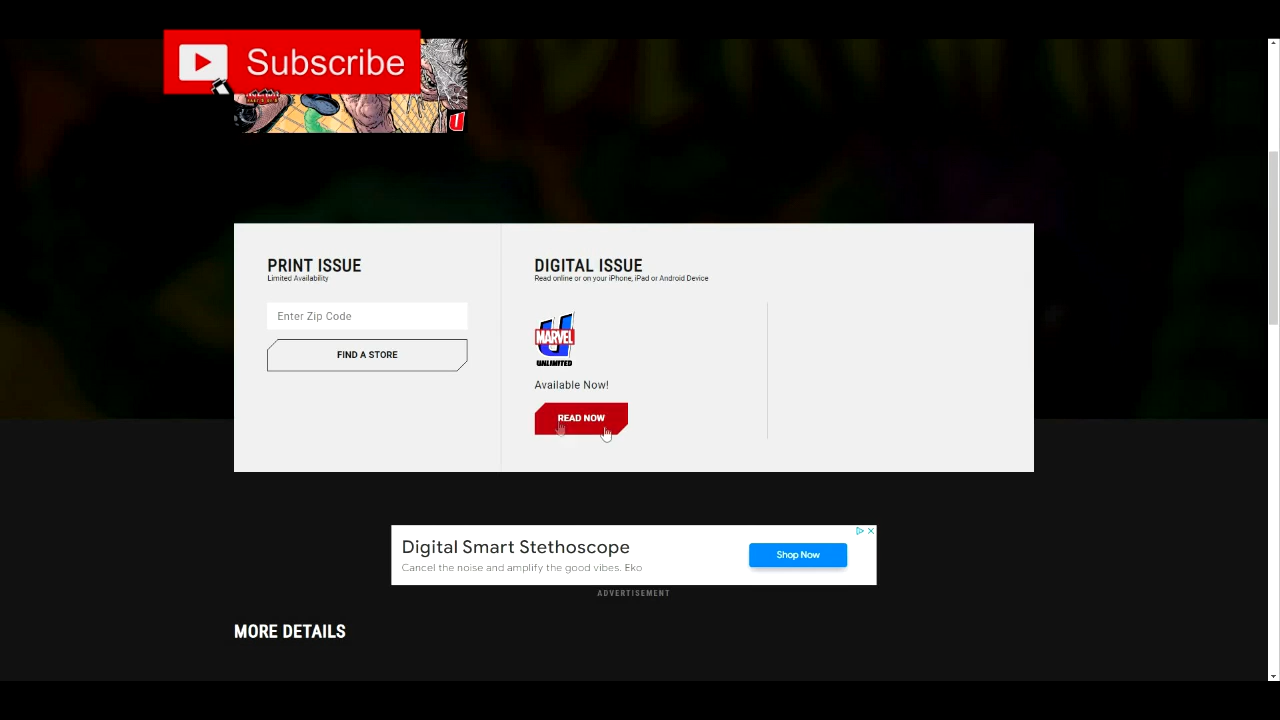 Subscribe
PRINT ISSUE
Limited Availability
Enter Zip Code
FIND A STORE
DIGITAL ISSUE
Read online or on your iPhone, iPad or Android Device
MARVEL
UNLIMITED
Available Now!
READ NOW
Digital Smart Stethoscope
Cancel the noise and amplify the good vibes. Eko
Shop Now
ADVERTISEMENT
MORE DETAILS